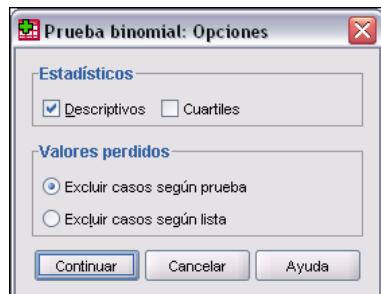 Prueba binomial: Opciones
Estadísticos
Descriptivos Cuartiles
Valores perdidos
Excluir casos según prueba
Excluir casos según lista
Continuar Cancelar Ayuda